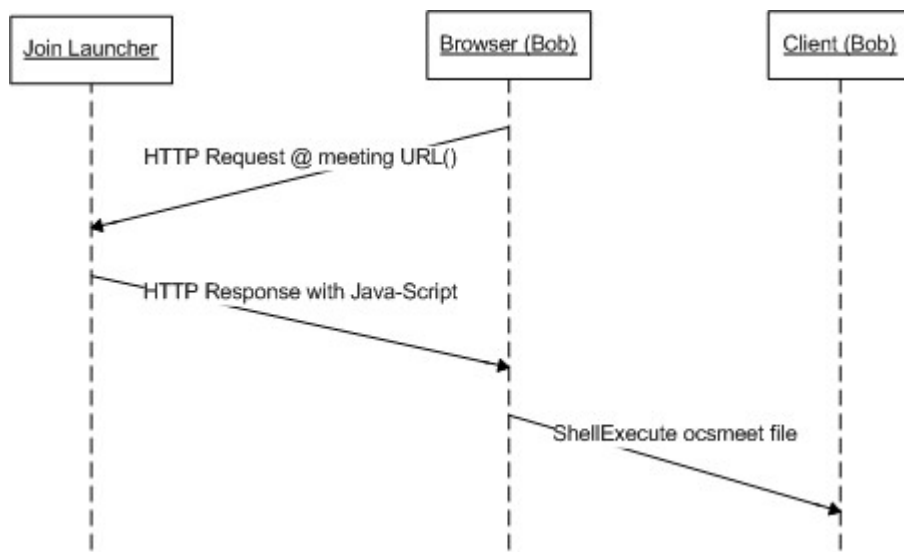 Join Launcher
Browser (Bob)
Client (Bob)
HTTP Request @ meeting URL()
HTTP Response with Java-Script
ShellExecute ocsmeet file